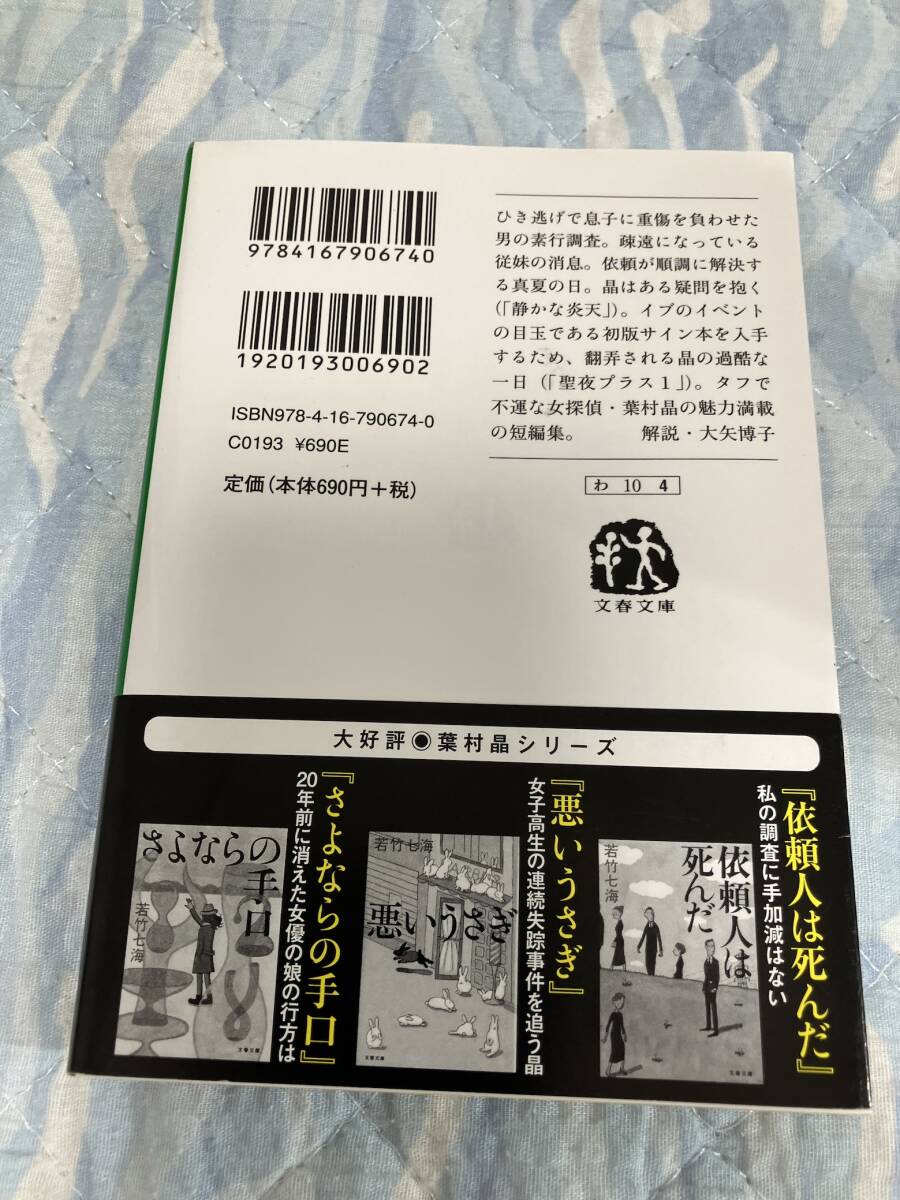 9784167906740
1920193006902
ISBN978-4-16-790674-0
C0193 ¥690E
定価(本体690円+税)
ひき逃げで息子に重傷を負わせた
男の素行調査。疎遠になっている
従妹の消息。依頼が順調に解決す
る真夏の日。晶はある疑問を抱く
(「静かな炎天」)。イブのイベント
の目玉である初版サイン本を入手
するため、翻弄される晶の過酷な
一日(「聖夜プラス1」)。タフで
不運な女探偵・葉村晶の魅力満載
の短編集。 解説・大矢博子
わ 10 4
文春文庫
大好評◉葉村晶シリーズ
『依頼人は死んだ』
私の調査に手加減はない
依頼人は
死んだ
若竹七海
文春文庫
『悪いうさぎ』
女子高生の連続失踪事件を追う晶
若竹七海
悪いうさぎ
文春文庫
『さよならの手口』
20年前に消えた女優の娘の行方は
さよならの
手口
若竹七海
文春文庫